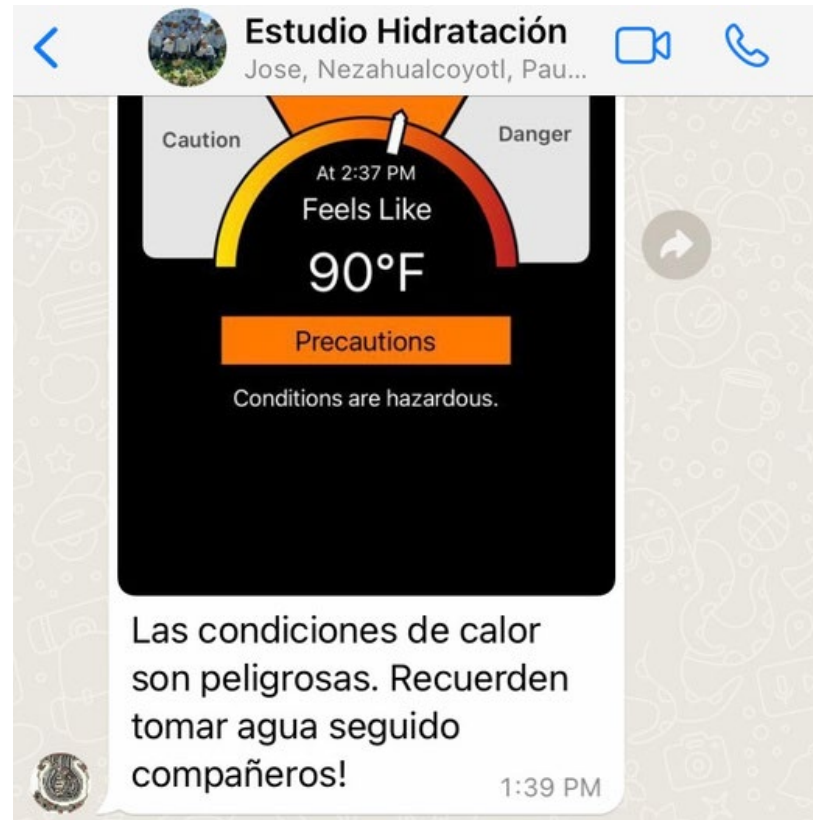 Estudio Hidratación
Jose, Nezahualcoyotl, Pau...
Caution
Danger
At 2:37 PM
Feels Like
90°F
Precautions
Conditions are hazardous.
Las condiciones de calor
son peligrosas. Recuerden
tomar agua seguido
compañeros!
1:39 PM